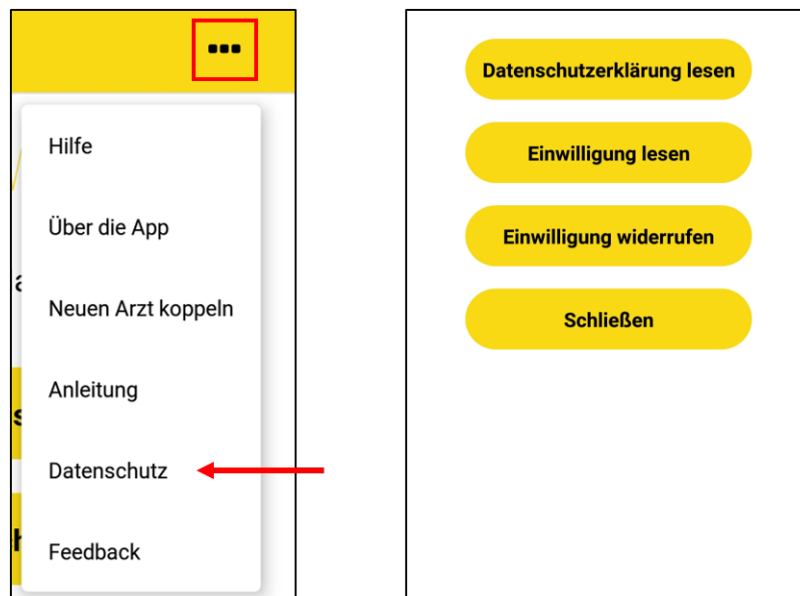 Hilfe
Über die App
Neuen Arzt koppeln
Anleitung
Datenschutz
Feedback
Datenschutzerklärung lesen
Einwilligung lesen
Einwilligung widerrufen
Schließen